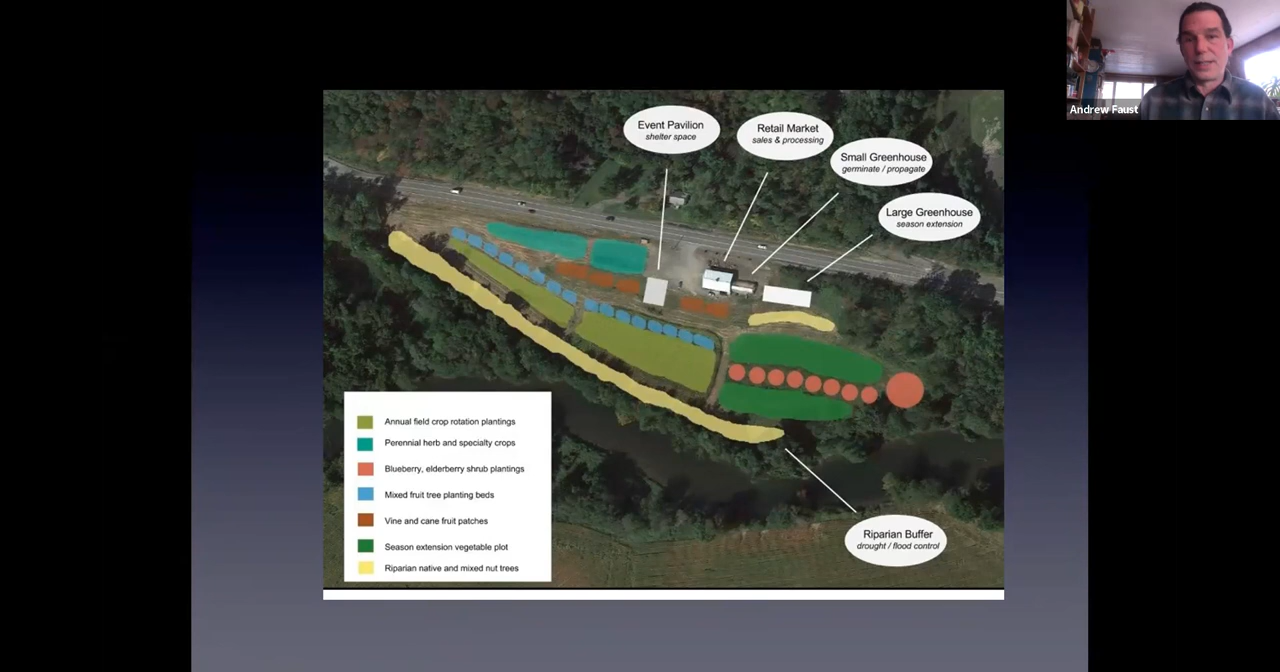 Andrew Faust
Event Pavilion
shelter space
Retail Market
sales & processing
Small Greenhouse
germinate / propagate
Large Greenhouse
season extension
Annual field crop rotation plantings
Perennial herb and specialty crops
Blueberry, elderberry shrub plantings
Mixed fruit tree planting beds
Vine and cane fruit patches
Season extension vegetable plot
Riparian native and mixed nut trees
Riparian Buffer
drought / flood control